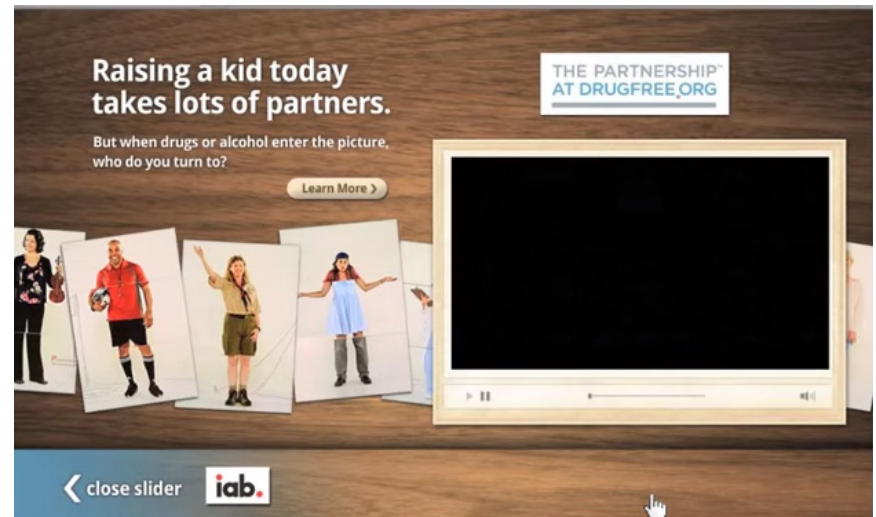 Raising a kid today
takes lots of partners.
But when drugs or alcohol enter the picture,
who do you turn to?
Learn More >
THE PARTNERSHIP™
AT DRUGFREE.ORG
close slider
iab.